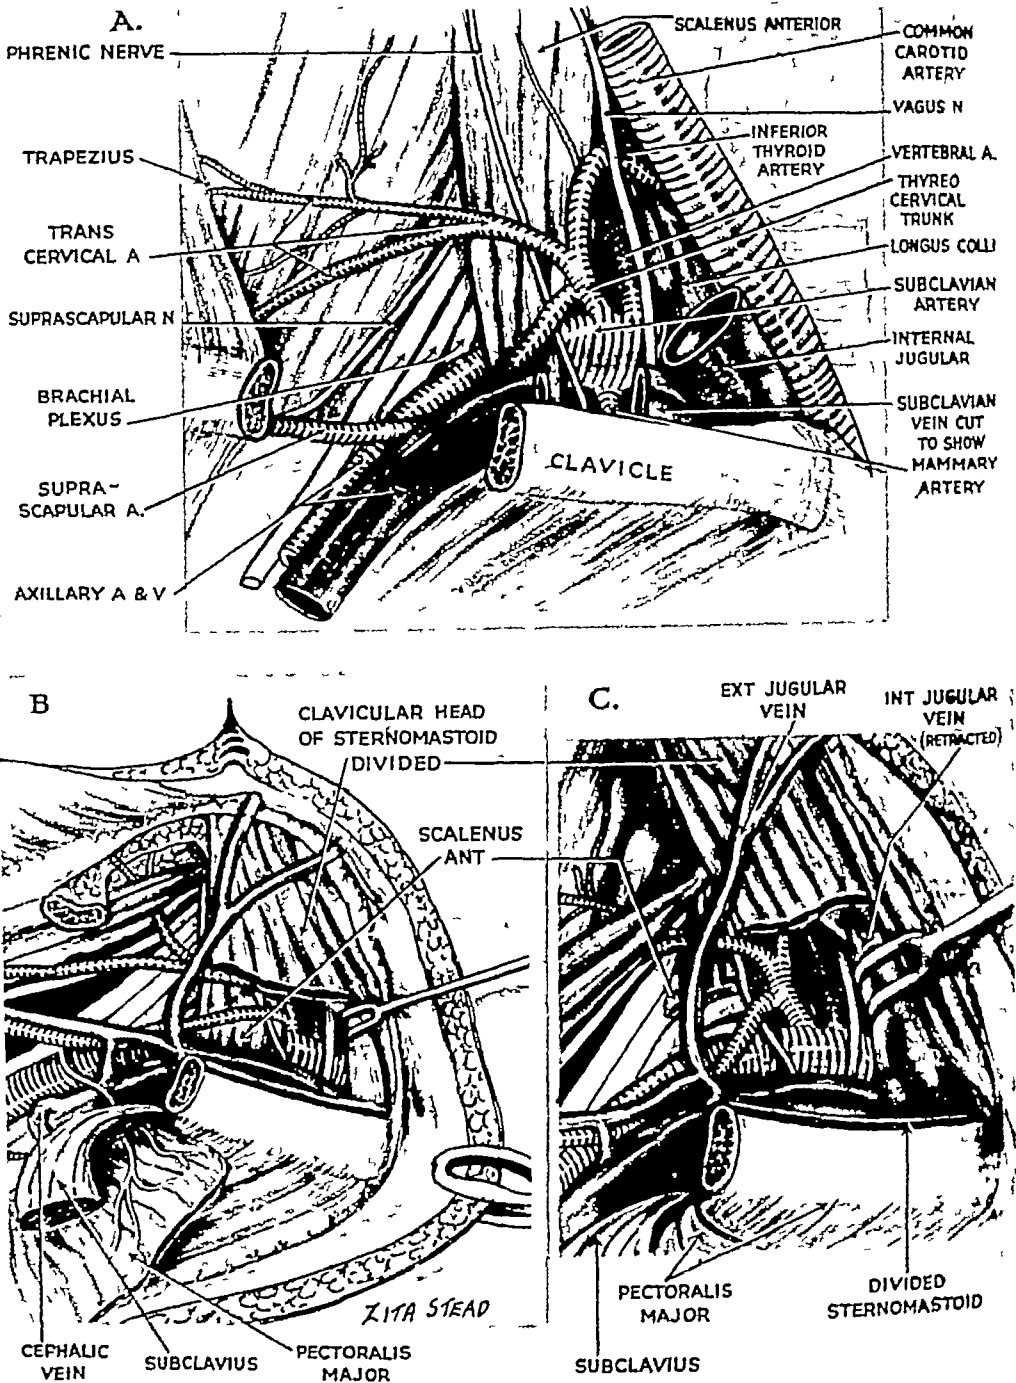 A.
SCALENUS ANTERIOR
PHRENIC NERVE
COMMON
CAROTID
ARTERY
VAGUS N
INFERIOR
THYROID
ARTERY
VERTEBRAL A.
TRAPEZIUS
THYREO
CERVICAL
TRUNK
TRANS
CERVICAL A
LONGUS COLLI
SUBCLAVIAN
ARTERY
SUPRASCAPULAR N
INTERNAL
JUGULAR
BRACHIAL
PLEXUS
SUBCLAVIAN
VEIN CUT
TO SHOW
MAMMARY
ARTERY
CLAVICLE
SUPRA-
SCAPULAR A.
AXILLARY A & V
B
CLAVICULAR HEAD
OF STERNOMASTOID
DIVIDED
SCALENUS
ANT
ZITA STEAD
CEPHALIC
VEIN
SUBCLAVIUS
PECTORALIS
MAJOR
C.
EXT JUGULAR
VEIN
INT JUGULAR
VEIN
(RETRACTED)
PECTORALIS
MAJOR
DIVIDED
STERNOMASTOID
SUBCLAVIUS